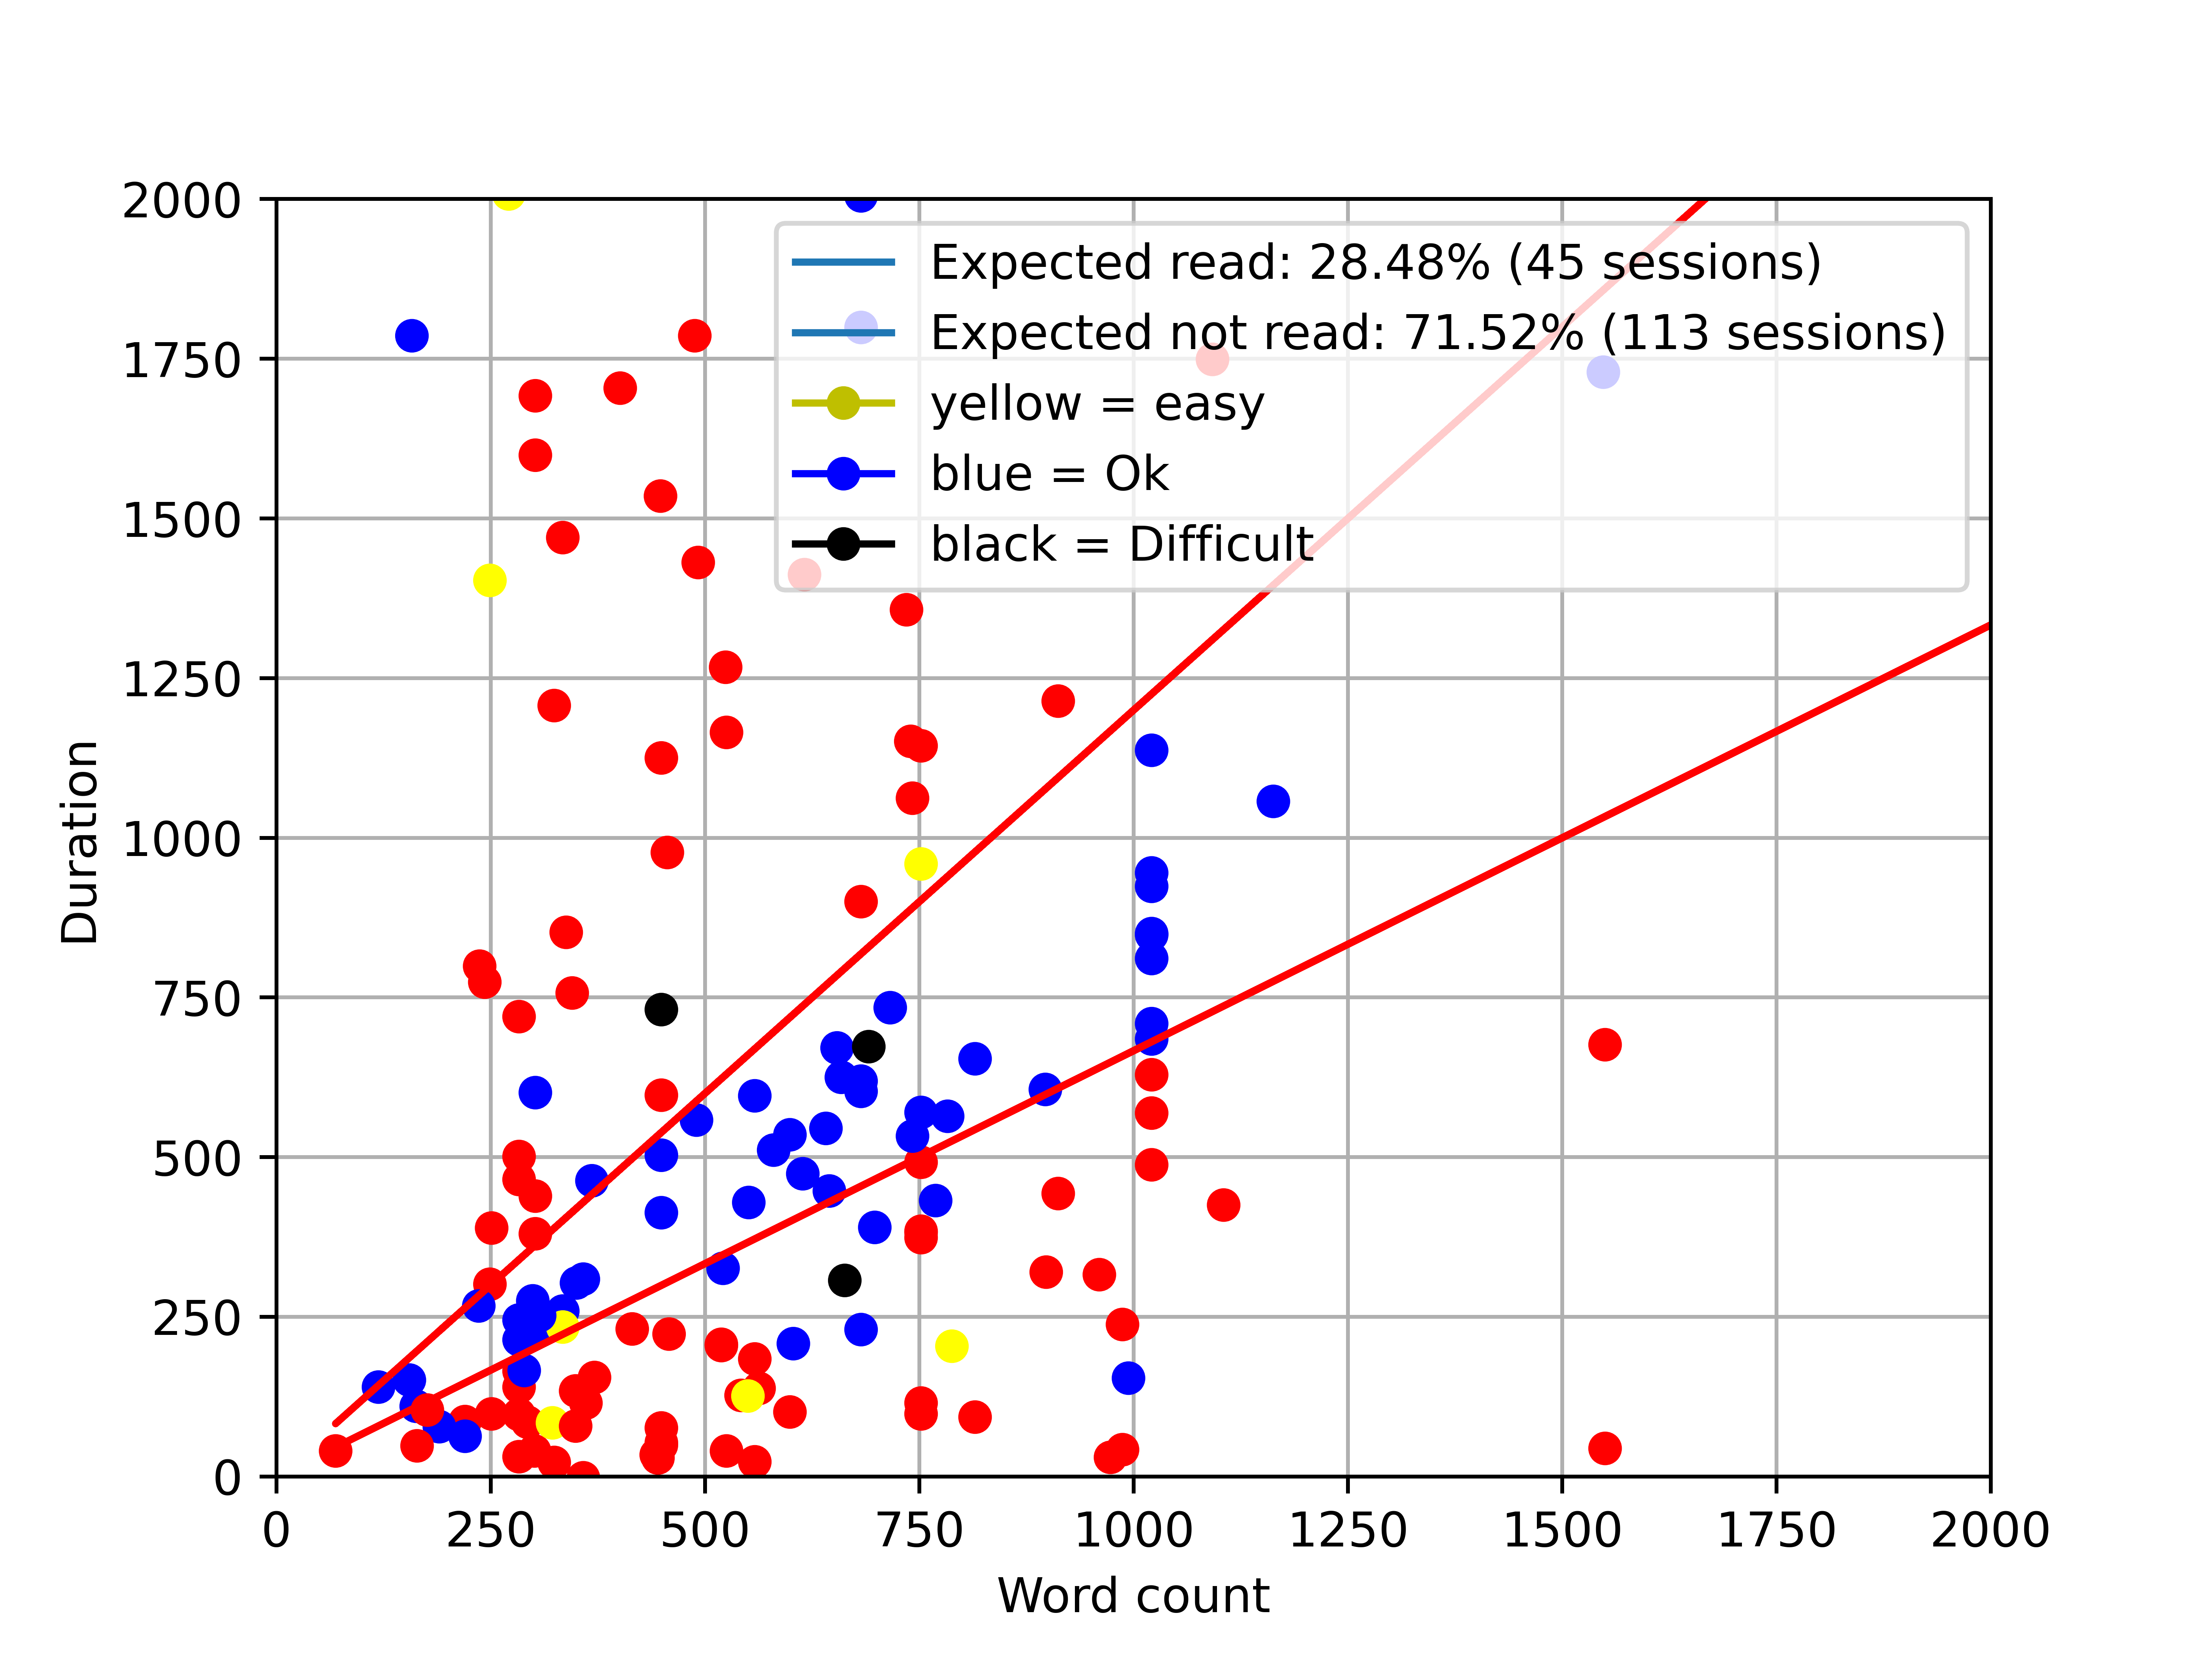 2000
1750
1500
1250
1000
750
500
250
0
Duration
Expected read: 28.48% (45 sessions)
Expected not read: 71.52% (113 sessions)
yellow = easy
blue = Ok
black = Difficult
0 250 500 750 1000 1250 1500 1750 2000
Word count